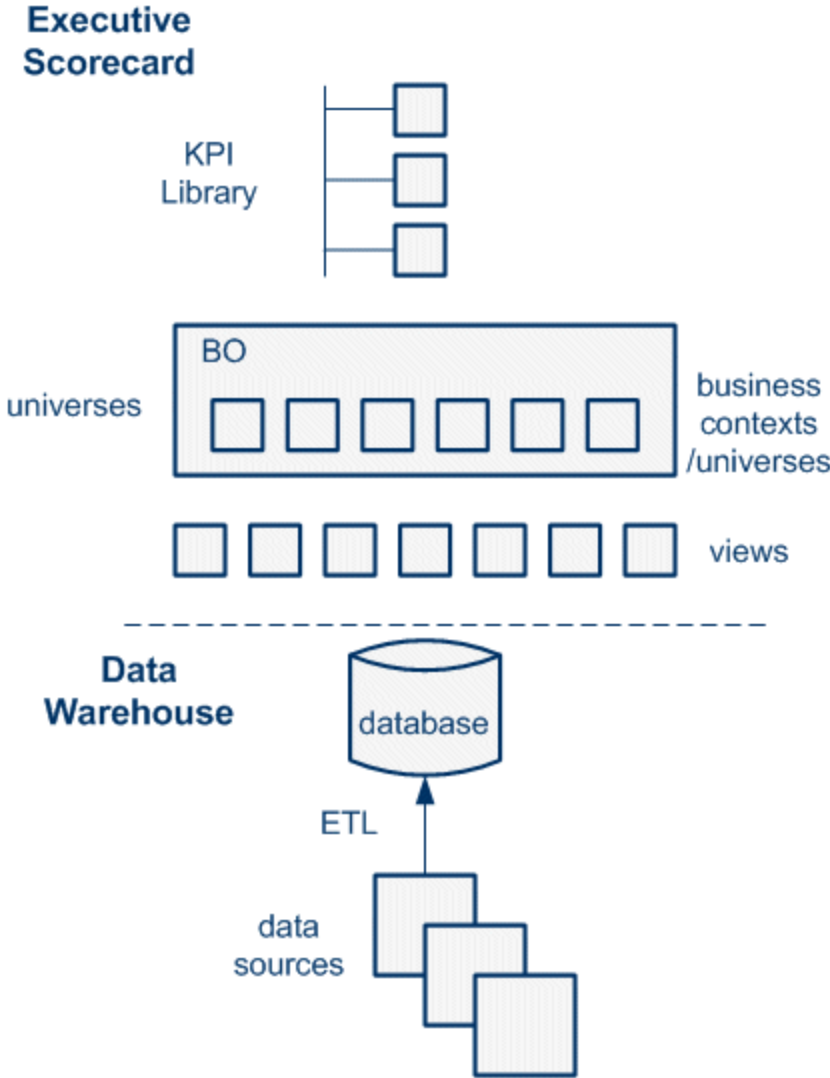 Executive
Scorecard
KPI
Library
BO
universes
business
contexts
/universes
views
Data
Warehouse
database
ETL
data
sources